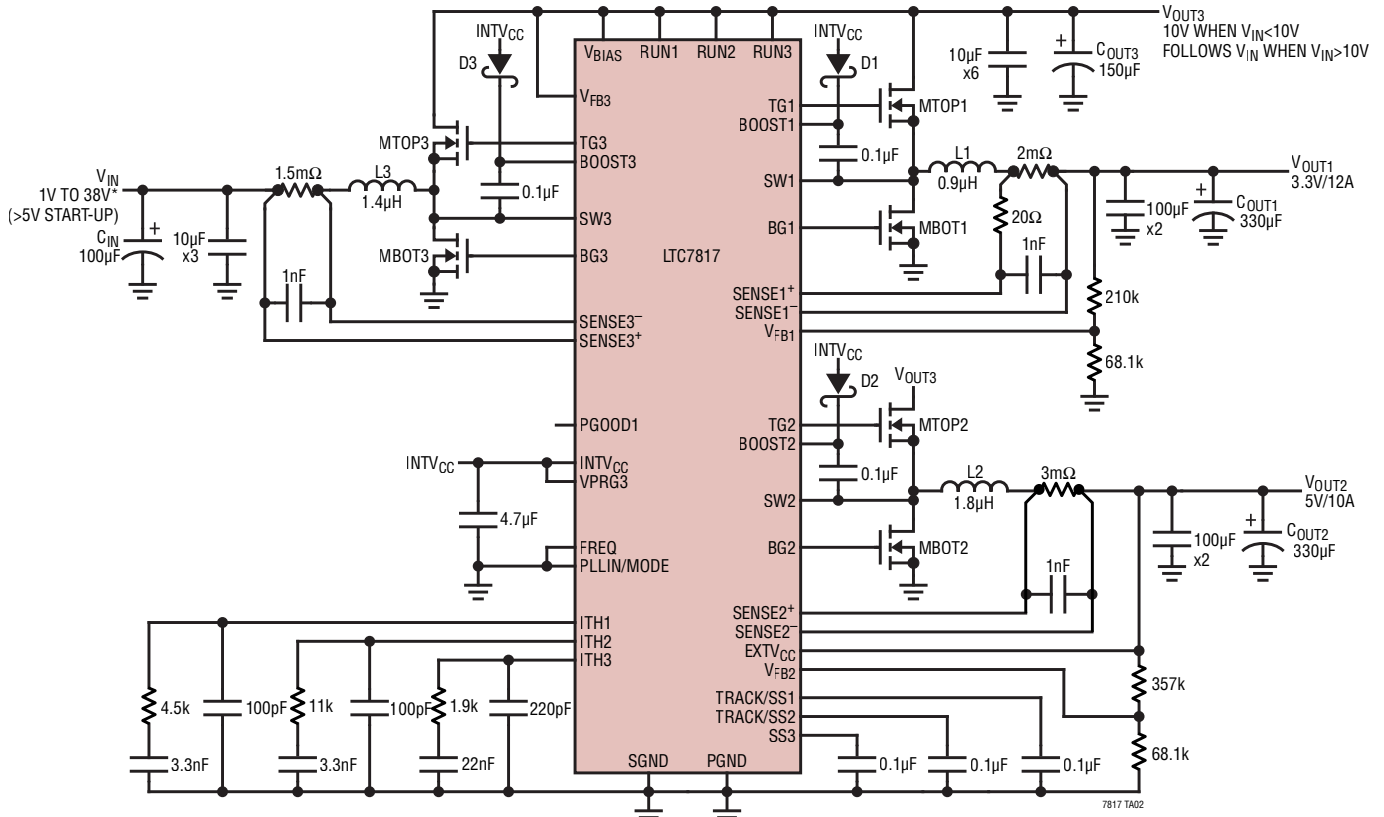 VOUT3
10V WHEN VIN<10V
FOLLOWS VIN WHEN VIN>10V
INTVCC
D3
VBIAS
RUN1
RUN2
RUN3
INTVCC
D1
10µF
x6
COUT3
150µF
+
VFB3
TG3
BOOST3
SW3
BG3
MTOP3
MBOT3
0.1µF
VIN
1V TO 38V*
(>5V START-UP)
CIN
100µF
+
10µF
x3
1.5mΩ
L3
1.4µH
1nF
SENSE3–
SENSE3+
LTC7817
TG1
BOOST1
SW1
BG1
MTOP1
MBOT1
0.1µF
L1
0.9µH
2mΩ
20Ω
1nF
VOUT1
3.3V/12A
100µF
x2
+
COUT1
330µF
SENSE1+
SENSE1–
VFB1
210k
68.1k
INTVCC
D2
VOUT3
TG2
BOOST2
SW2
BG2
MTOP2
MBOT2
0.1µF
L2
1.8µH
3mΩ
1nF
VOUT2
5V/10A
100µF
x2
+
COUT2
330µF
SENSE2+
SENSE2–
EXTVCC
VFB2
TRACK/SS1
TRACK/SS2
SS3
357k
68.1k
0.1µF
0.1µF
0.1µF
PGOOD1
INTVCC
INTVCC
VPRG3
4.7µF
FREQ
PLLIN/MODE
ITH1
ITH2
ITH3
4.5k
100pF
11k
100pF
1.9k
220pF
3.3nF
3.3nF
22nF
SGND
PGND
7817 TA02